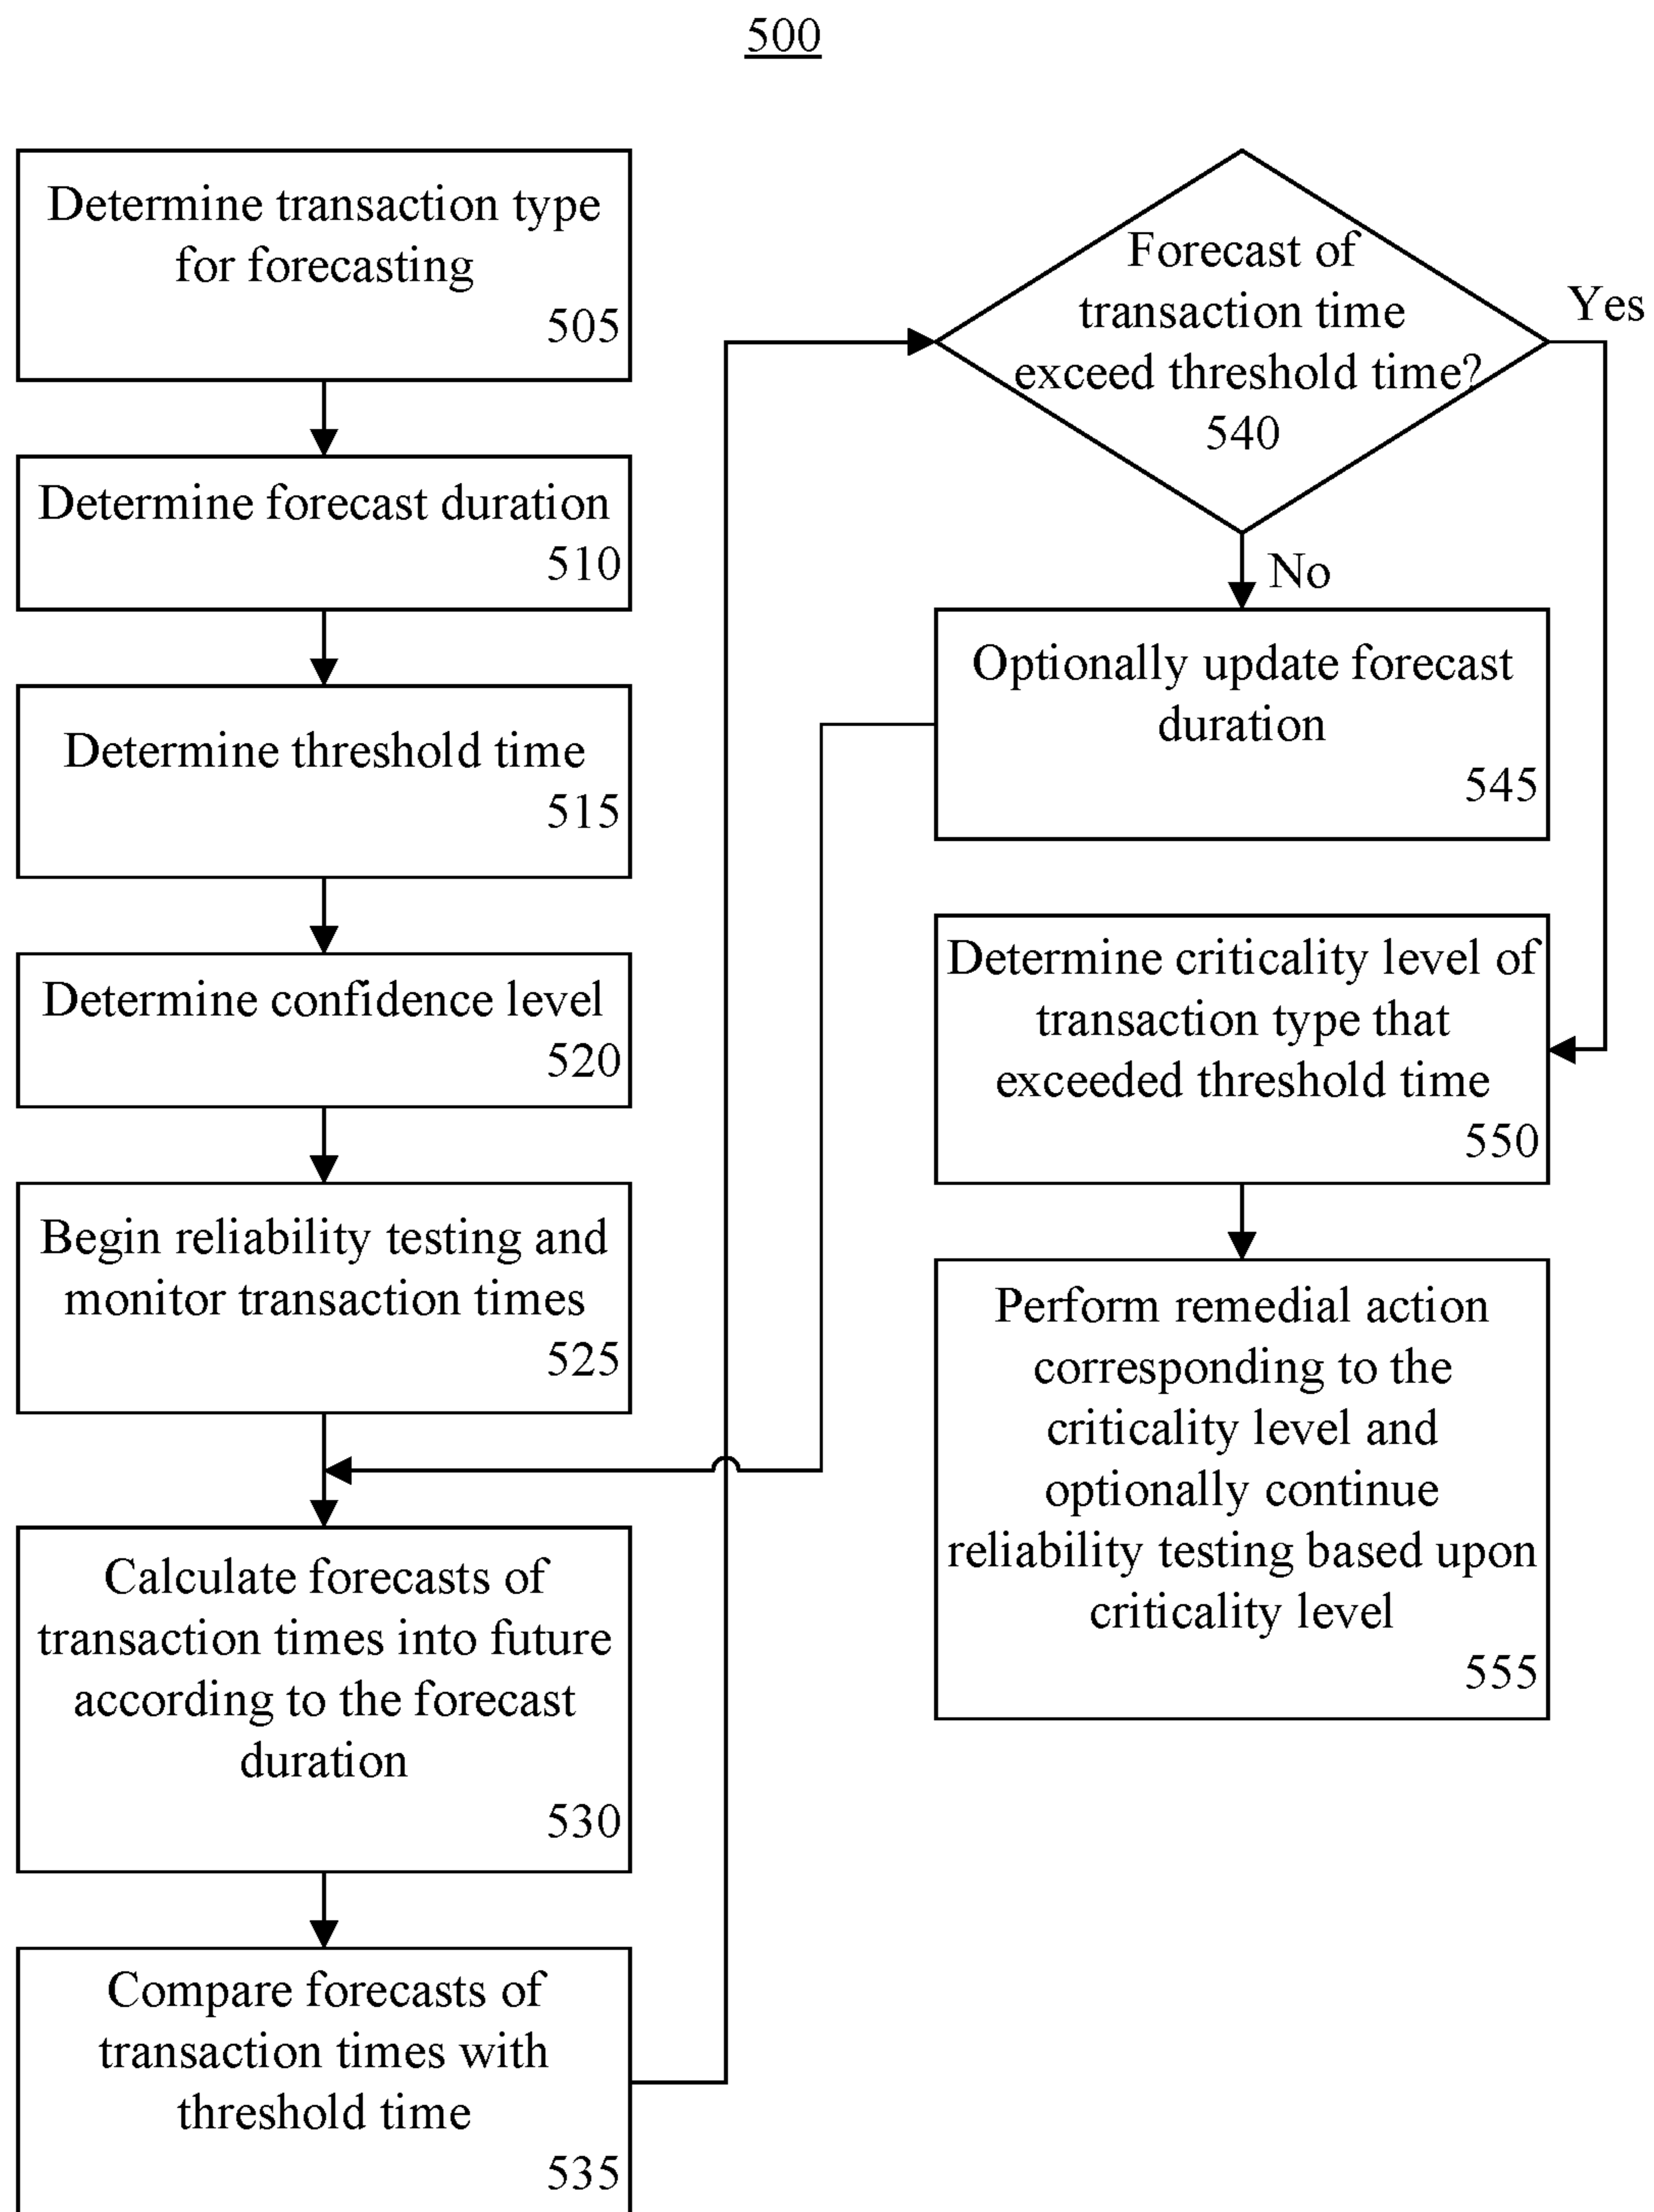 500
Determine transaction type
for forecasting
505
Determine forecast duration
510
Determine threshold time
515
Determine confidence level
520
Begin reliability testing and
monitor transaction times
525
Calculate forecasts of
transaction times into future
according to the forecast
duration
530
Compare forecasts of
transaction times with
threshold time
535
Forecast of
transaction time
exceed threshold time?
540
Yes
No
Optionally update forecast
duration
545
Determine criticality level of
transaction type that
exceeded threshold time
550
Perform remedial action
corresponding to the
criticality level and
optionally continue
reliability testing based upon
criticality level
555